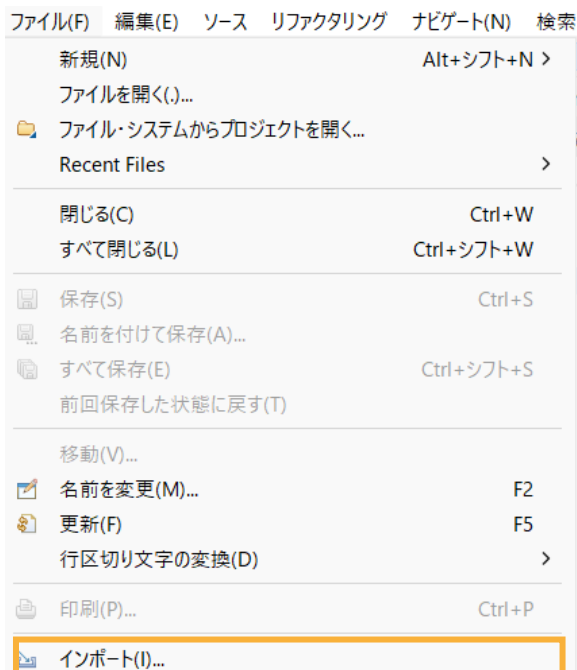 ファイル(F) 編集(E) ソース リファクタリング ナビゲート(N) 検索
新規(N) Alt+シフト+N >
ファイルを開く(.)...
ファイル・システムからプロジェクトを開く...
Recent Files >
閉じる(C) Ctrl+W
すべて閉じる(L) Ctrl+シフト+W
保存(S) Ctrl+S
名前を付けて保存(A)...
すべて保存(E) Ctrl+シフト+S
前回保存した状態に戻す(T)
移動(V)...
名前を変更(M)... F2
更新(F) F5
行区切り文字の変換(D) >
印刷(P)... Ctrl+P
インポート(I)...